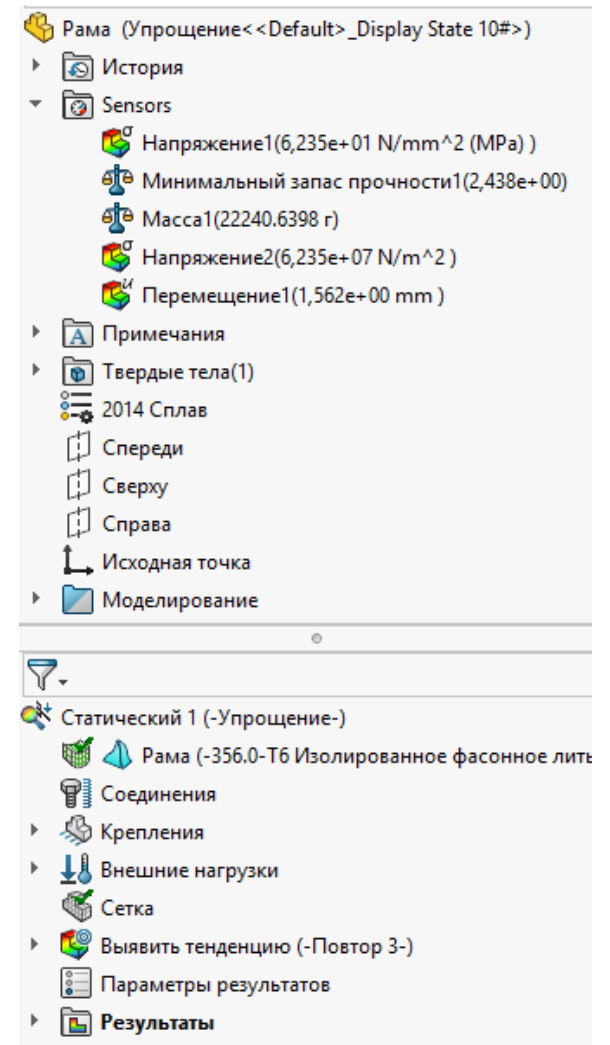 Рама (Упрощение<<Default>_Display State 10#>)
История
Sensors
Напряжение1(6,235e+01 N/mm^2 (MPa) )
Минимальный запас прочности1(2,438e+00)
Масса1(22240.6398 г)
Напряжение2(6,235e+07 N/m^2 )
Перемещение1(1,562e+00 mm )
Примечания
Твердые тела(1)
2014 Сплав
Спереди
Сверху
Справа
Исходная точка
Моделирование
Статический 1 (-Упрощение-)
Рама (-356.0-T6 Изолированное фасонное лить
Соединения
Крепления
Внешние нагрузки
Сетка
Выявить тенденцию (-Повтор 3-)
Параметры результатов
Результаты